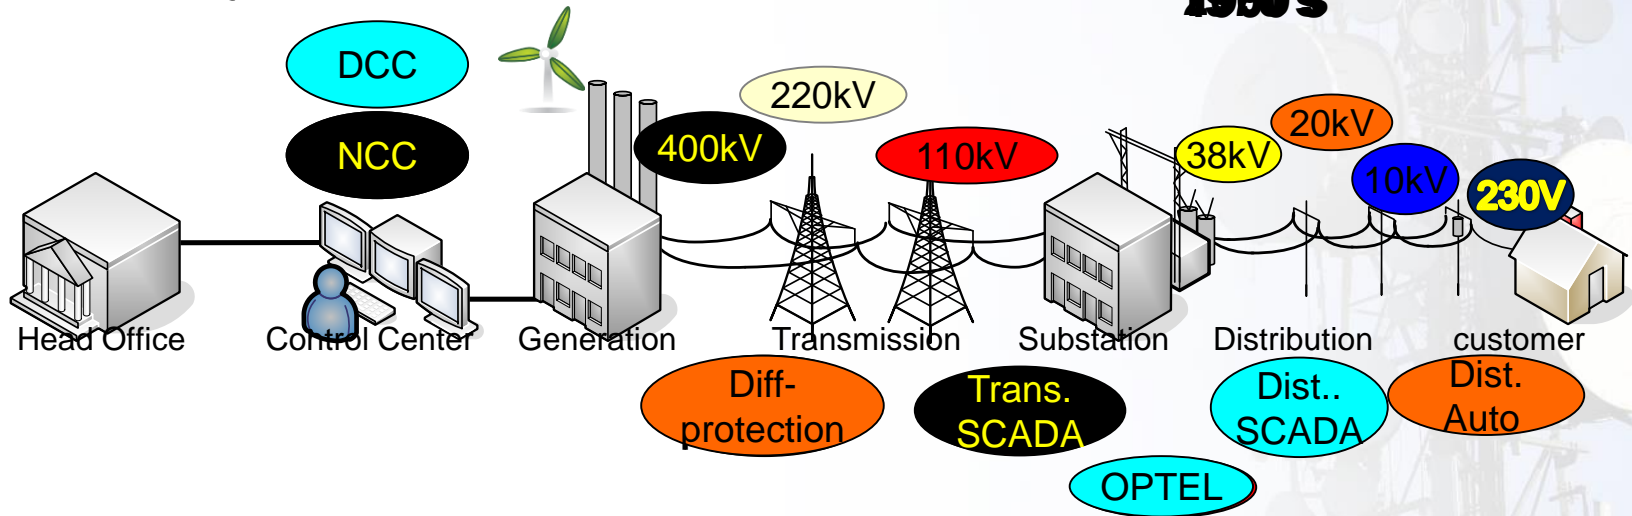 DCC
220kV
NCC
400kV
110kV
38kV
20kV
10kV
230V
Head Office
Control Center
Generation
Transmission
Substation
Distribution
customer
Diff-
protection
Trans.
SCADA
Dist..
SCADA
Dist.
Auto
OPTEL